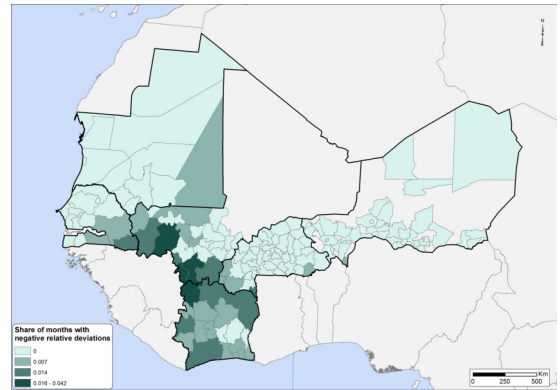 Share of months with
negative relative deviations
0
0.007
0.014
0.018 - 0.042
Km
0 250 500